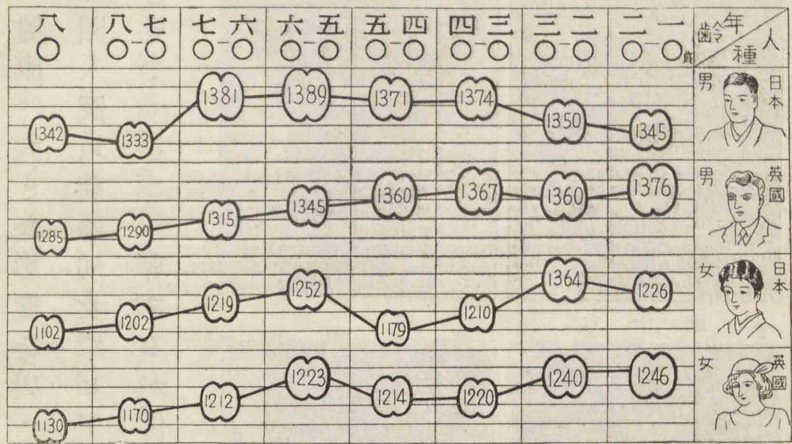 人種 年齡 一〇-二〇歳 二〇-三〇 三〇-四〇 四〇-五〇 五〇-六〇 六〇-七〇 七〇-八〇 八〇
日本 男 1345 1350 1374 1371 1389 1381 1333 1342
英國 男 1376 1360 1367 1360 1345 1315 1290 1285
日本 女 1226 1364 1210 1179 1252 1219 1202 1102
英國 女 1246 1240 1220 1214 1223 1212 1170 1130